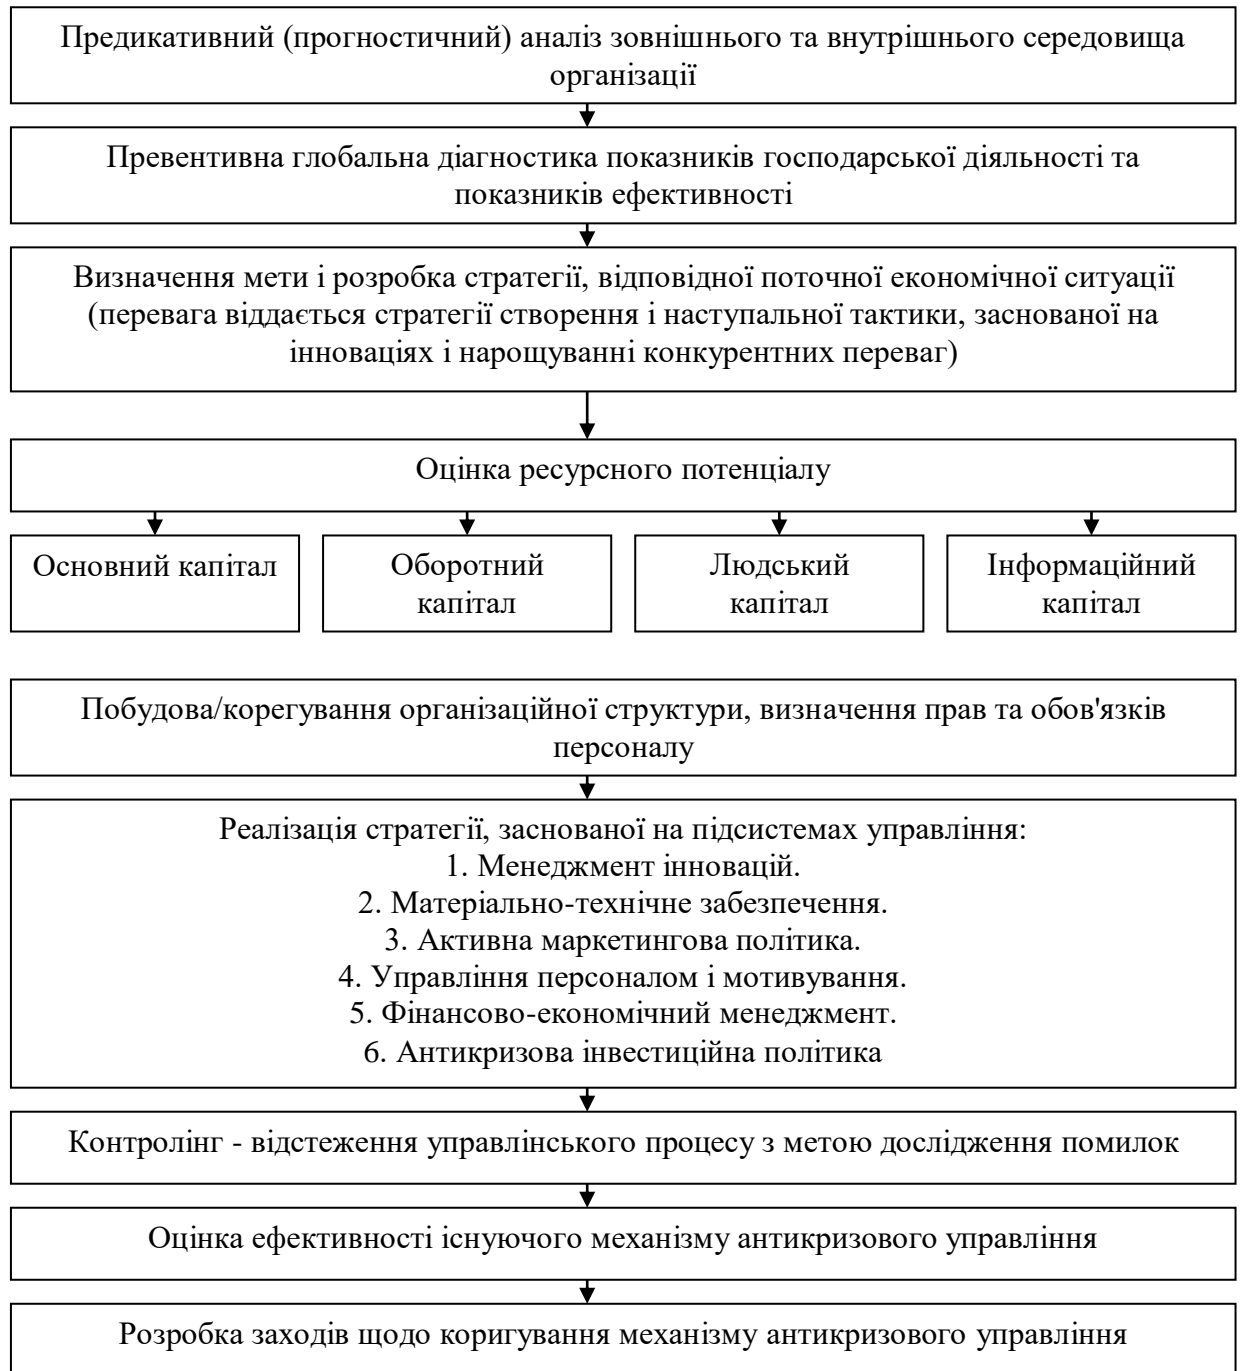 Предикативний (прогностичний) аналіз зовнішнього та внутрішнього середовища
організації
Превентивна глобальна діагностика показників господарської діяльності та
показників ефективності
Визначення мети і розробка стратегії, відповідної поточної економічної ситуації
(перевага віддається стратегії створення і наступальної тактики, заснованої на
інноваціях і нарощуванні конкурентних переваг)
Оцінка ресурсного потенціалу
Основний капітал
Оборотний
капітал
Людський
капітал
Інформаційний
капітал
Побудова/корегування організаційної структури, визначення прав та обов'язків
персоналу
Реалізація стратегії, заснованої на підсистемах управління:
1. Менеджмент інновацій.
2. Матеріально-технічне забезпечення.
3. Активна маркетингова політика.
4. Управління персоналом і мотивування.
5. Фінансово-економічний менеджмент.
6. Антикризова інвестиційна політика
Контролінг - відстеження управлінського процесу з метою дослідження помилок
Оцінка ефективності існуючого механізму антикризового управління
Розробка заходів щодо коригування механізму антикризового управління